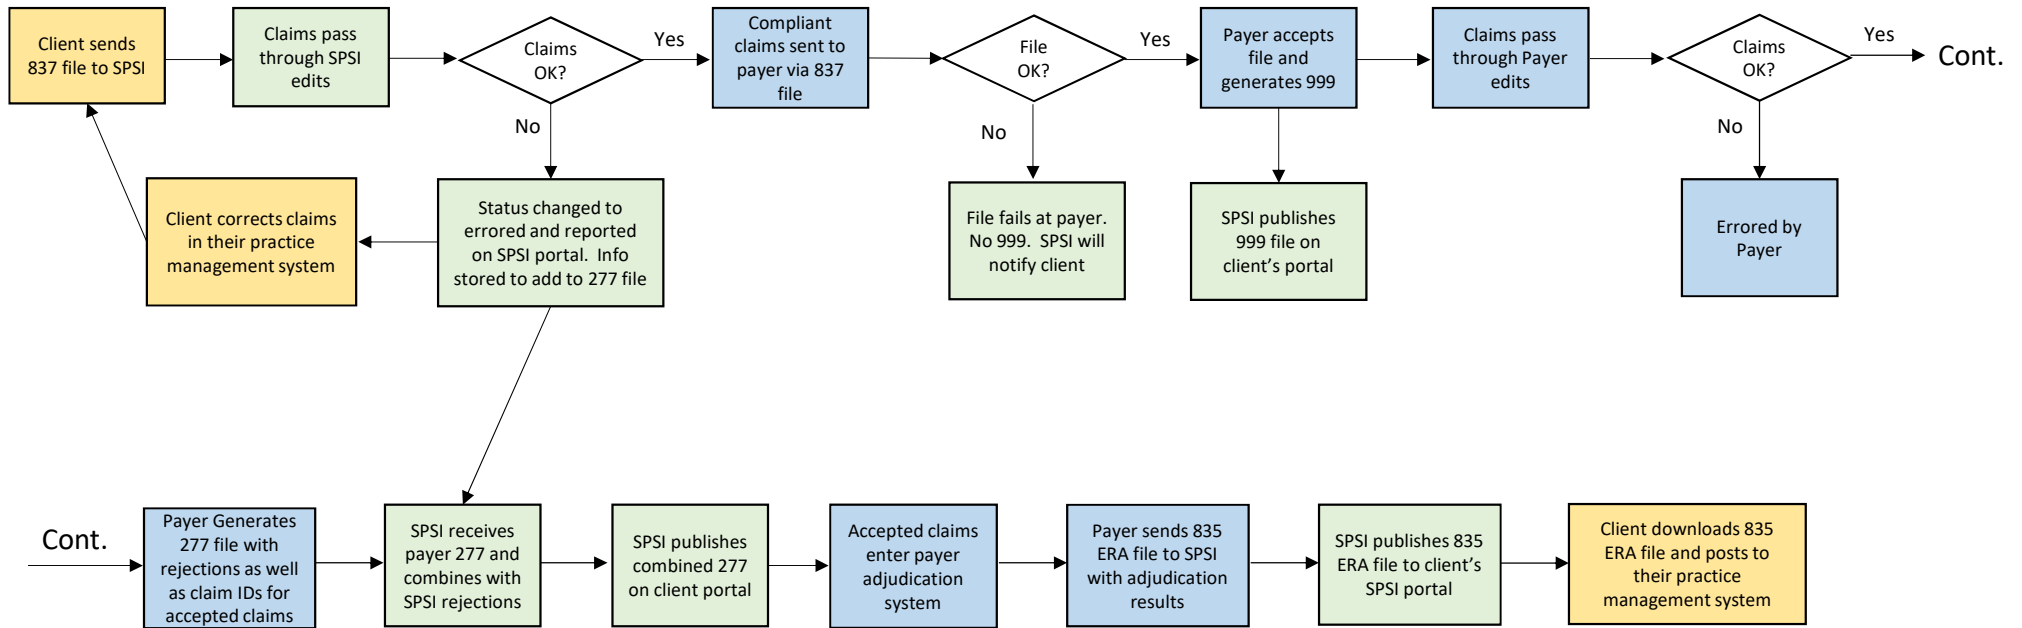 Client sends
837 file to SPSI
Claims pass
through SPSI
edits
Claims
OK?
Yes
No
Compliant
claims sent to
payer via 837
file
File
OK?
Yes
No
Payer accepts
file and
generates 999
Claims pass
through Payer
edits
Claims
OK?
Yes
No
Cont.
Client corrects claims
in their practice
management system
Status changed to
errored and reported
on SPSI portal.  Info
stored to add to 277 file
File fails at payer.
No 999.  SPSI will
notify client
SPSI publishes
999 file on
client’s portal
Errored by
Payer
Cont.
Payer Generates
277 file with
rejections as well
as claim IDs for
accepted claims
SPSI receives
payer 277 and
combines with
SPSI rejections
SPSI publishes
combined 277
on client portal
Accepted claims
enter payer
adjudication
system
Payer sends 835
ERA file to SPSI
with adjudication
results
SPSI publishes 835
ERA file to client’s
SPSI portal
Client downloads 835
ERA file and posts to
their practice
management system